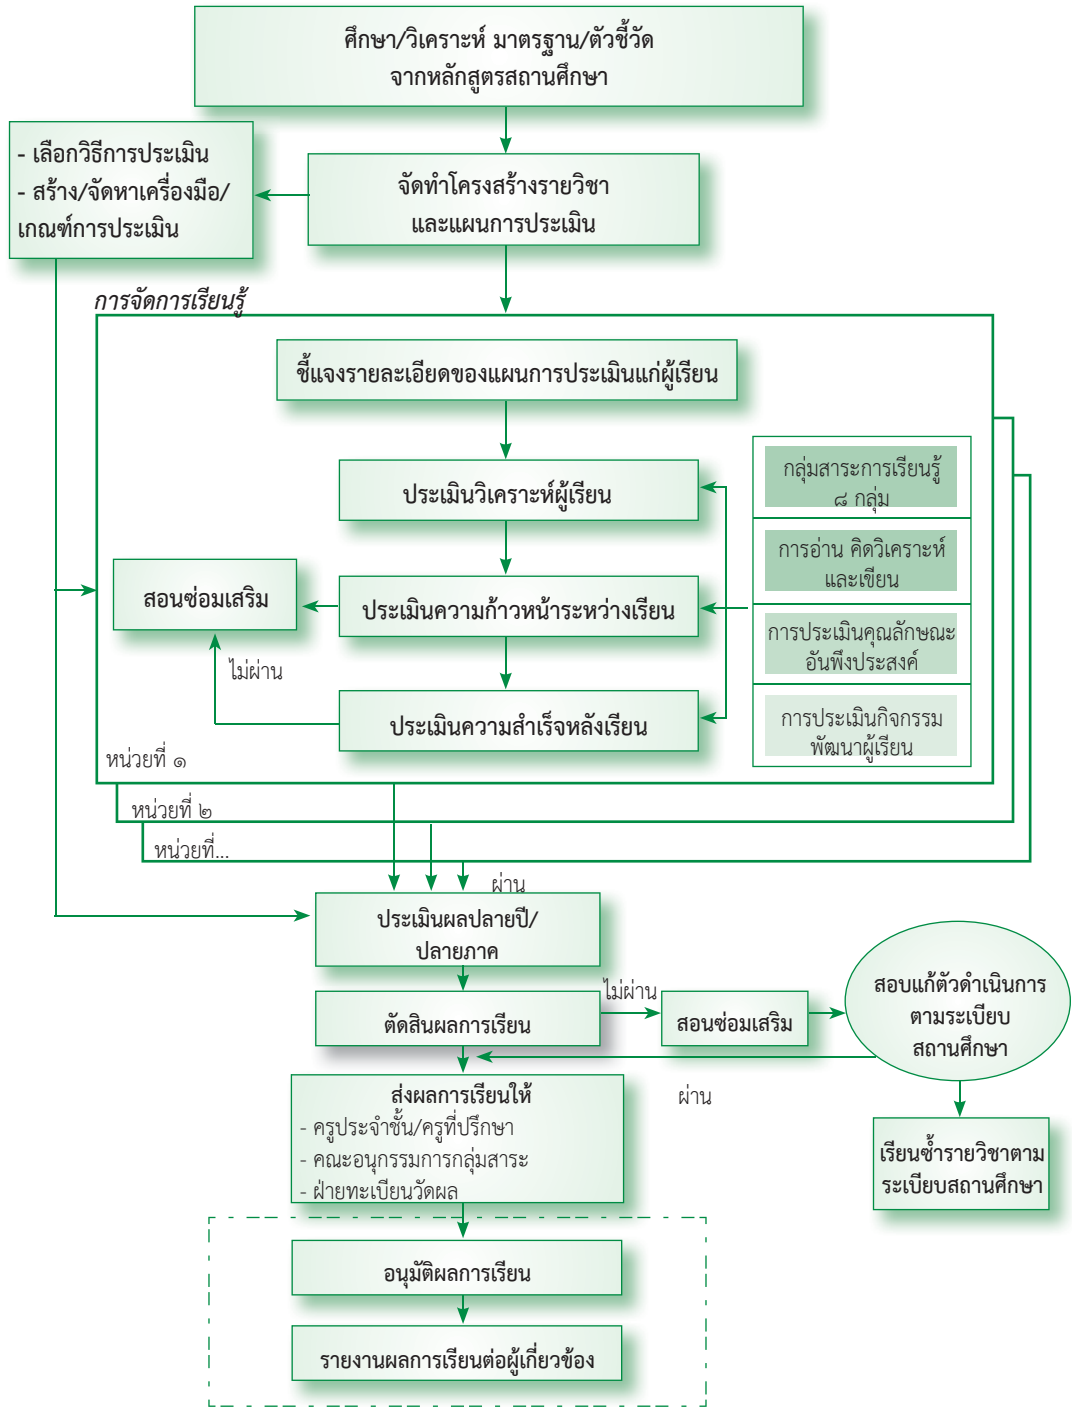 ศึกษา/วิเคราะห์ มาตรฐาน/ตัวชี้วัด
จากหลักสูตรสถานศึกษา
- เลือกวิธีการประเมิน
- สร้าง/จัดหาเครื่องมือ/
เกณฑ์การประเมิน
จัดทำโครงสร้างรายวิชา
และแผนการประเมิน
การจัดการเรียนรู้
ชี้แจงรายละเอียดของแผนการประเมินแก่ผู้เรียน
ประเมินวิเคราะห์ผู้เรียน
กลุ่มสาระการเรียนรู้
๘ กลุ่ม
การอ่าน คิดวิเคราะห์
และเขียน
สอนซ่อมเสริม
ประเมินความก้าวหน้าระหว่างเรียน
การประเมินคุณลักษณะ
อันพึงประสงค์
ไม่ผ่าน
ประเมินความสำเร็จหลังเรียน
การประเมินกิจกรรม
พัฒนาผู้เรียน
หน่วยที่ ๑
หน่วยที่ ๒
หน่วยที่...
ผ่าน
ประเมินผลปลายปี/
ปลายภาค
ตัดสินผลการเรียน
ไม่ผ่าน
สอนซ่อมเสริม
สอบแก้ตัวดำเนินการ
ตามระเบียบ
สถานศึกษา
ผ่าน
ส่งผลการเรียนให้
- ครูประจำชั้น/ครูที่ปรึกษา
- คณะอนุกรรมการกลุ่มสาระ
- ฝ่ายทะเบียนวัดผล
เรียนซ้ำรายวิชาตาม
ระเบียบสถานศึกษา
อนุมัติผลการเรียน
รายงานผลการเรียนต่อผู้เกี่ยวข้อง